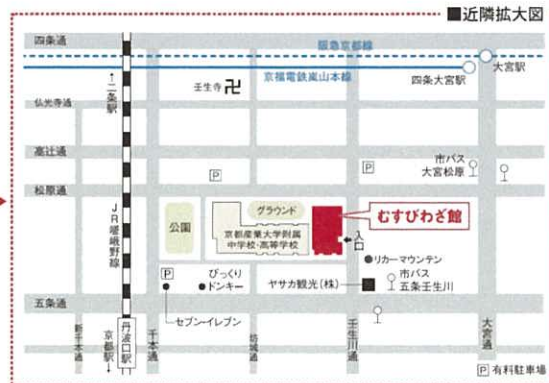 ■近隣拡大図
四条通
阪急京都線
大宮駅
京福電鉄嵐山本線
四条大宮駅
←二条駅
壬生寺
卍
仏光寺通
高辻通
市バス
大宮松原
P
P
松原通
JR嵯峨野線
公園
グラウンド
京都産業大学附属
中学校・高等学校
むすびわざ館
入口
リカーマウンテン
P
びっくり
ドンキー
ヤサカ観光(株)
市バス
五条壬生川
五条通
セブン-イレブン
新千本通
京都駅→
丹波口駅
千本通
坊城通
壬生川通
大宮通
P 有料駐車場